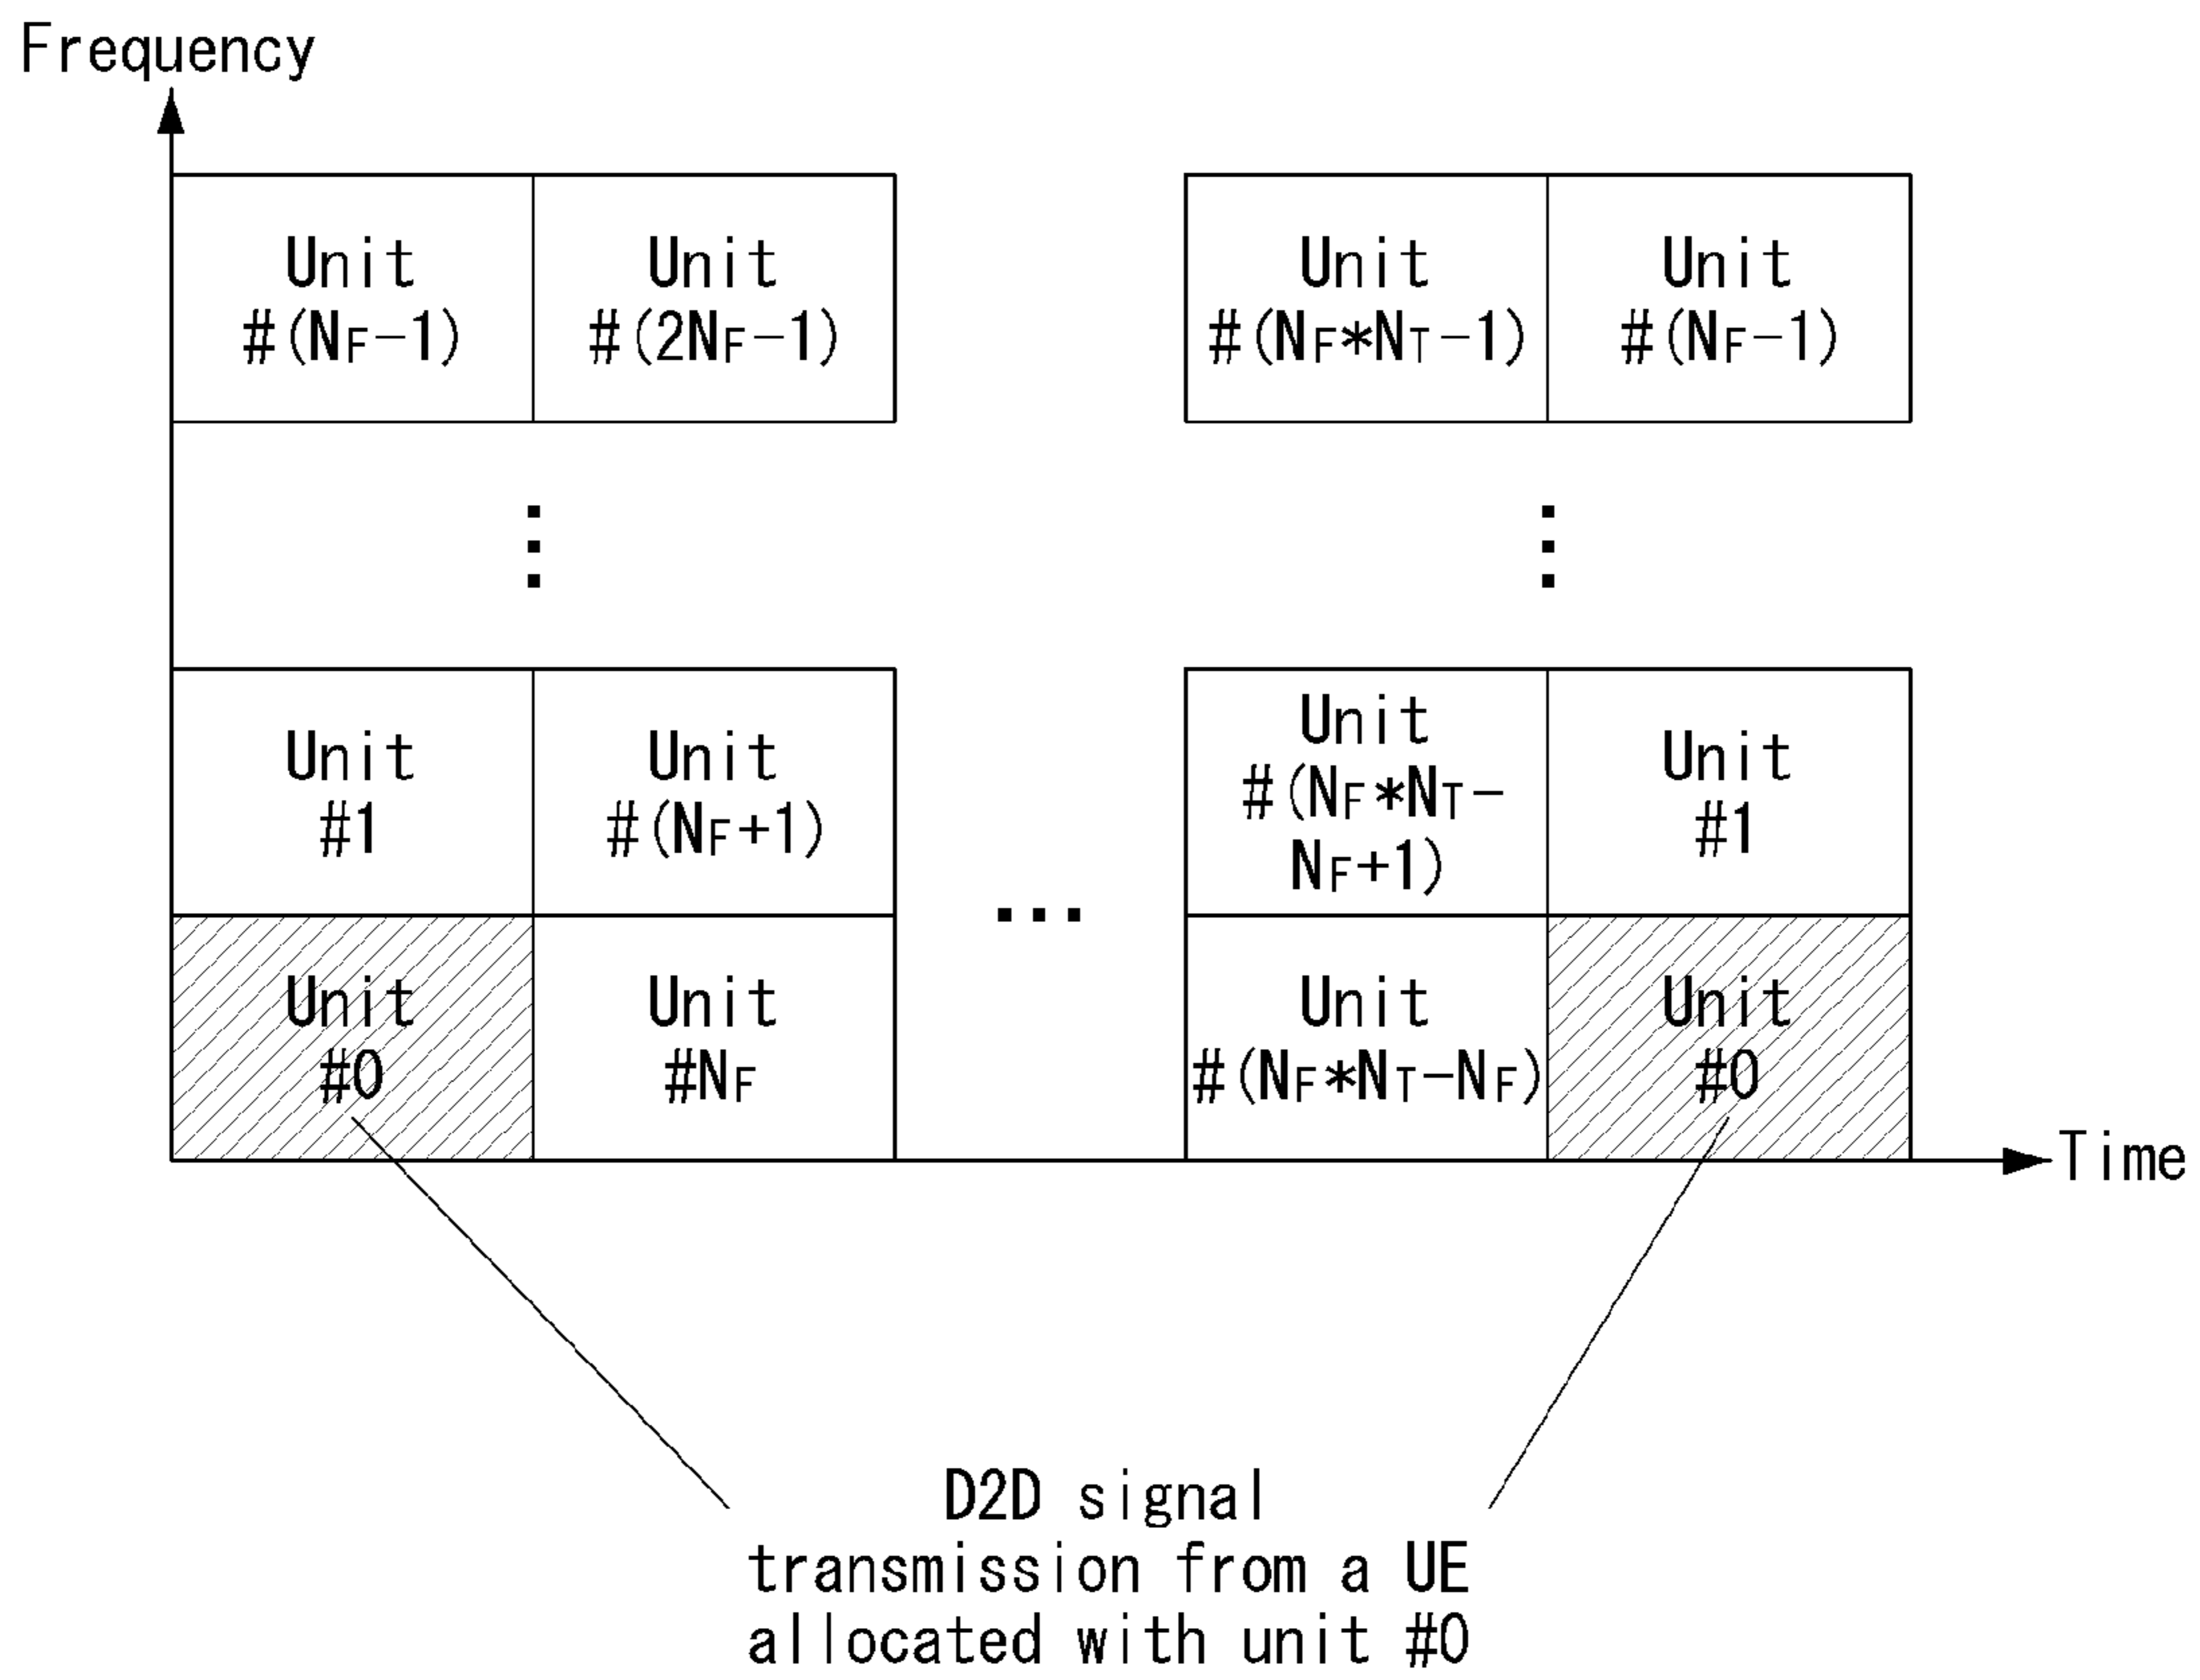 Frequency
Unit
#(NF-1)
Unit
#(2NF-1)
Unit
#(NF*NT-1)
Unit
#(NF-1)
Unit
#1
Unit
#(NF+1)
Unit
#(NF*NT-
NF+1)
Unit
#1
Unit
#0
Unit
#NF
Unit
#(NF*NT-NF)
Unit
#0
Time
D2D signal
transmission from a UE
allocated with unit #0